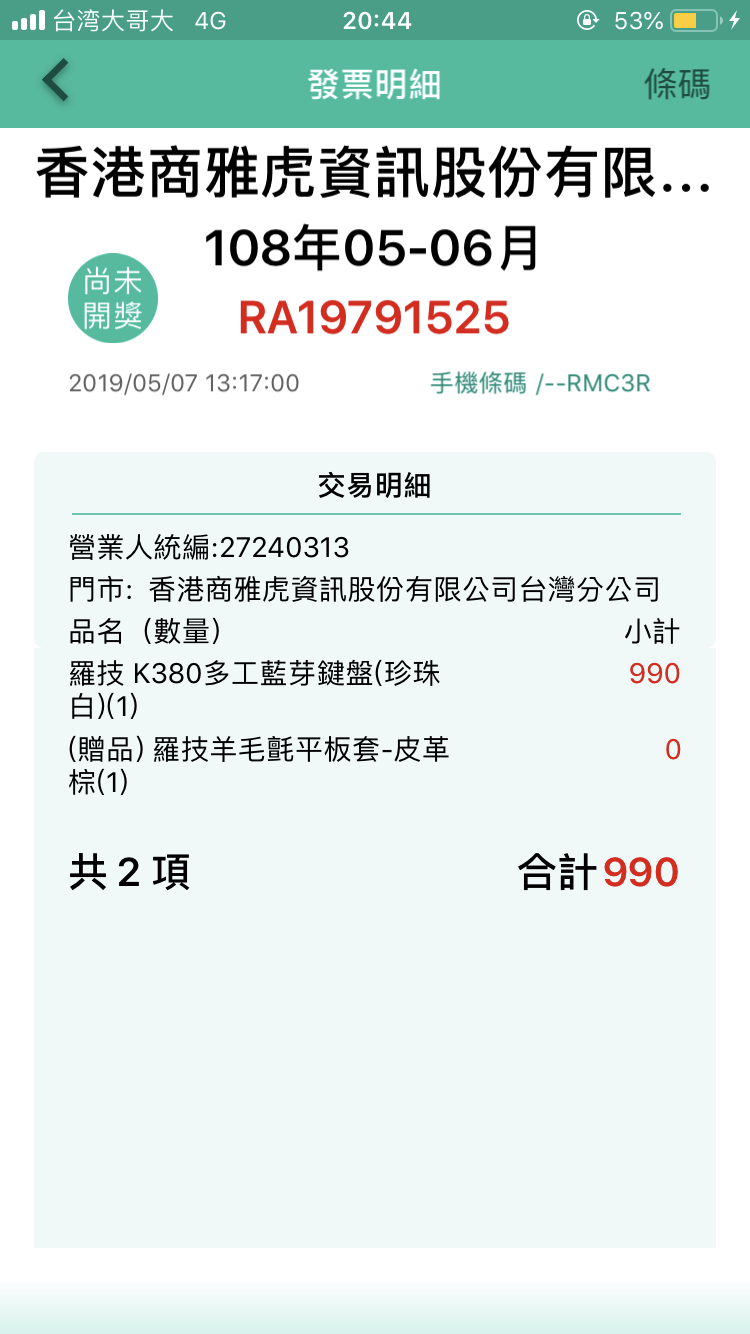 台湾大哥大 4G 20:44 53%
發票明細 條碼
香港商雅虎資訊股份有限...
108年05-06月
尚未
開獎
RA19791525
2019/05/07 13:17:00 手機條碼 /--RMC3R
交易明細
營業人統編:27240313
門市: 香港商雅虎資訊股份有限公司台灣分公司
品名（數量） 小計
羅技 K380多工藍芽鍵盤(珍珠 990
白)(1)
(贈品) 羅技羊毛氈平板套-皮革 0
棕(1)
共 2 項 合計990